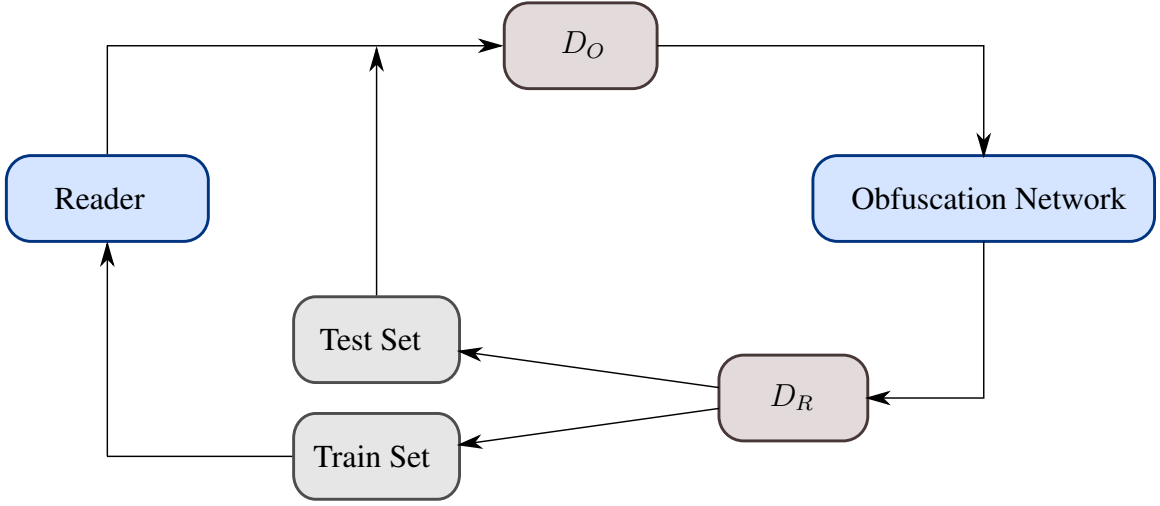 D_O
Reader
Obfuscation Network
Test Set
D_R
Train Set